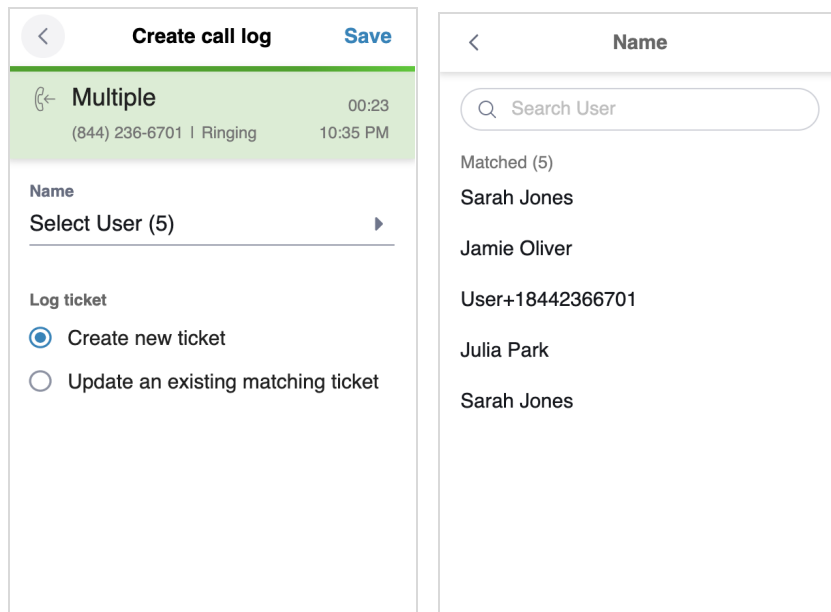 Create call log
Save
Multiple
00:23
(844) 236-6701 | Ringing
10:35 PM
Name
Select User (5)
Log ticket
Create new ticket
Update an existing matching ticket
Name
Search User
Matched (5)
Sarah Jones
Jamie Oliver
User+18442366701
Julia Park
Sarah Jones